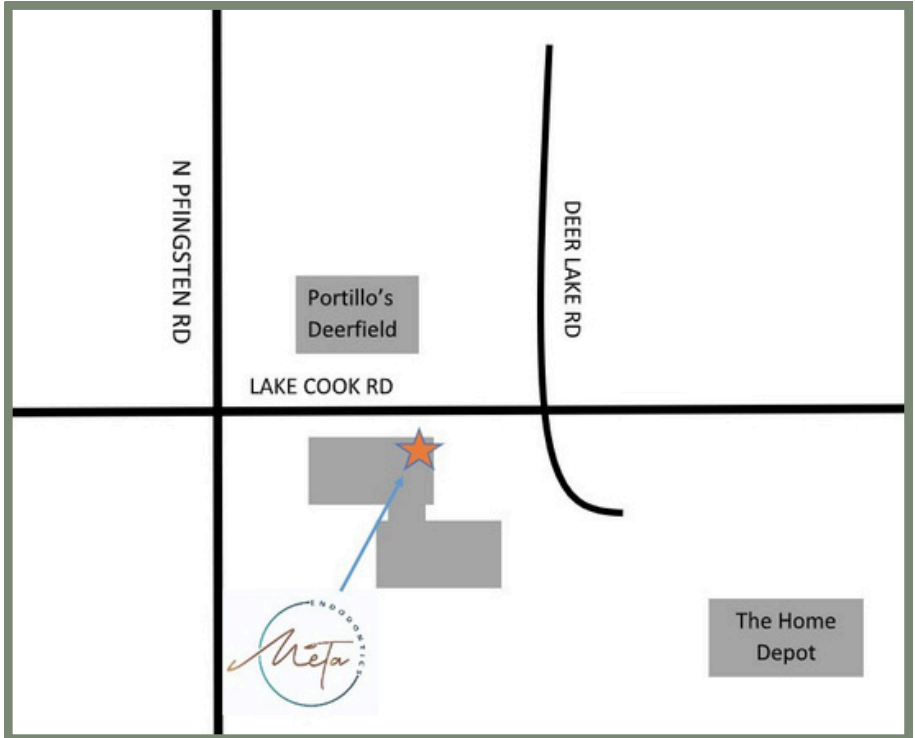 N PFINGSTEN RD
DEER LAKE RD
Portillo's
Deerfield
LAKE COOK RD
ENDODONTICS
Meta
The Home
Depot